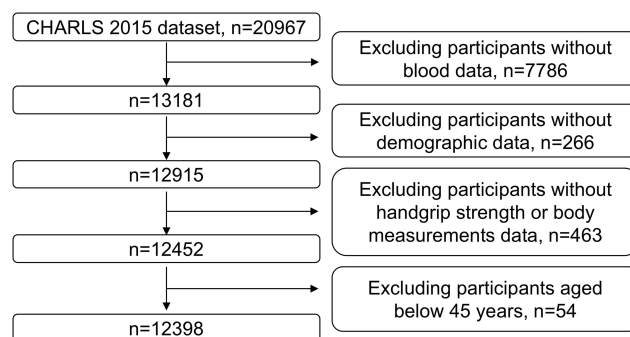 CHARLS 2015 dataset, n=20967
Excluding participants without
blood data, n=7786
n=13181
Excluding participants without
demographic data, n=266
n=12915
Excluding participants without
handgrip strength or body
measurements data, n=463
n=12452
Excluding participants aged
below 45 years, n=54
n=12398